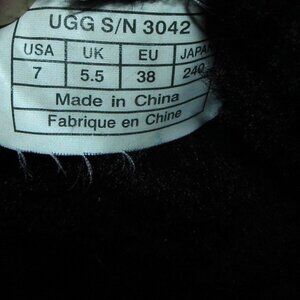 UGG S/N 3042
USA UK EU JAPAN
7 5.5 38 240
Made in China
Fabrique en Chine